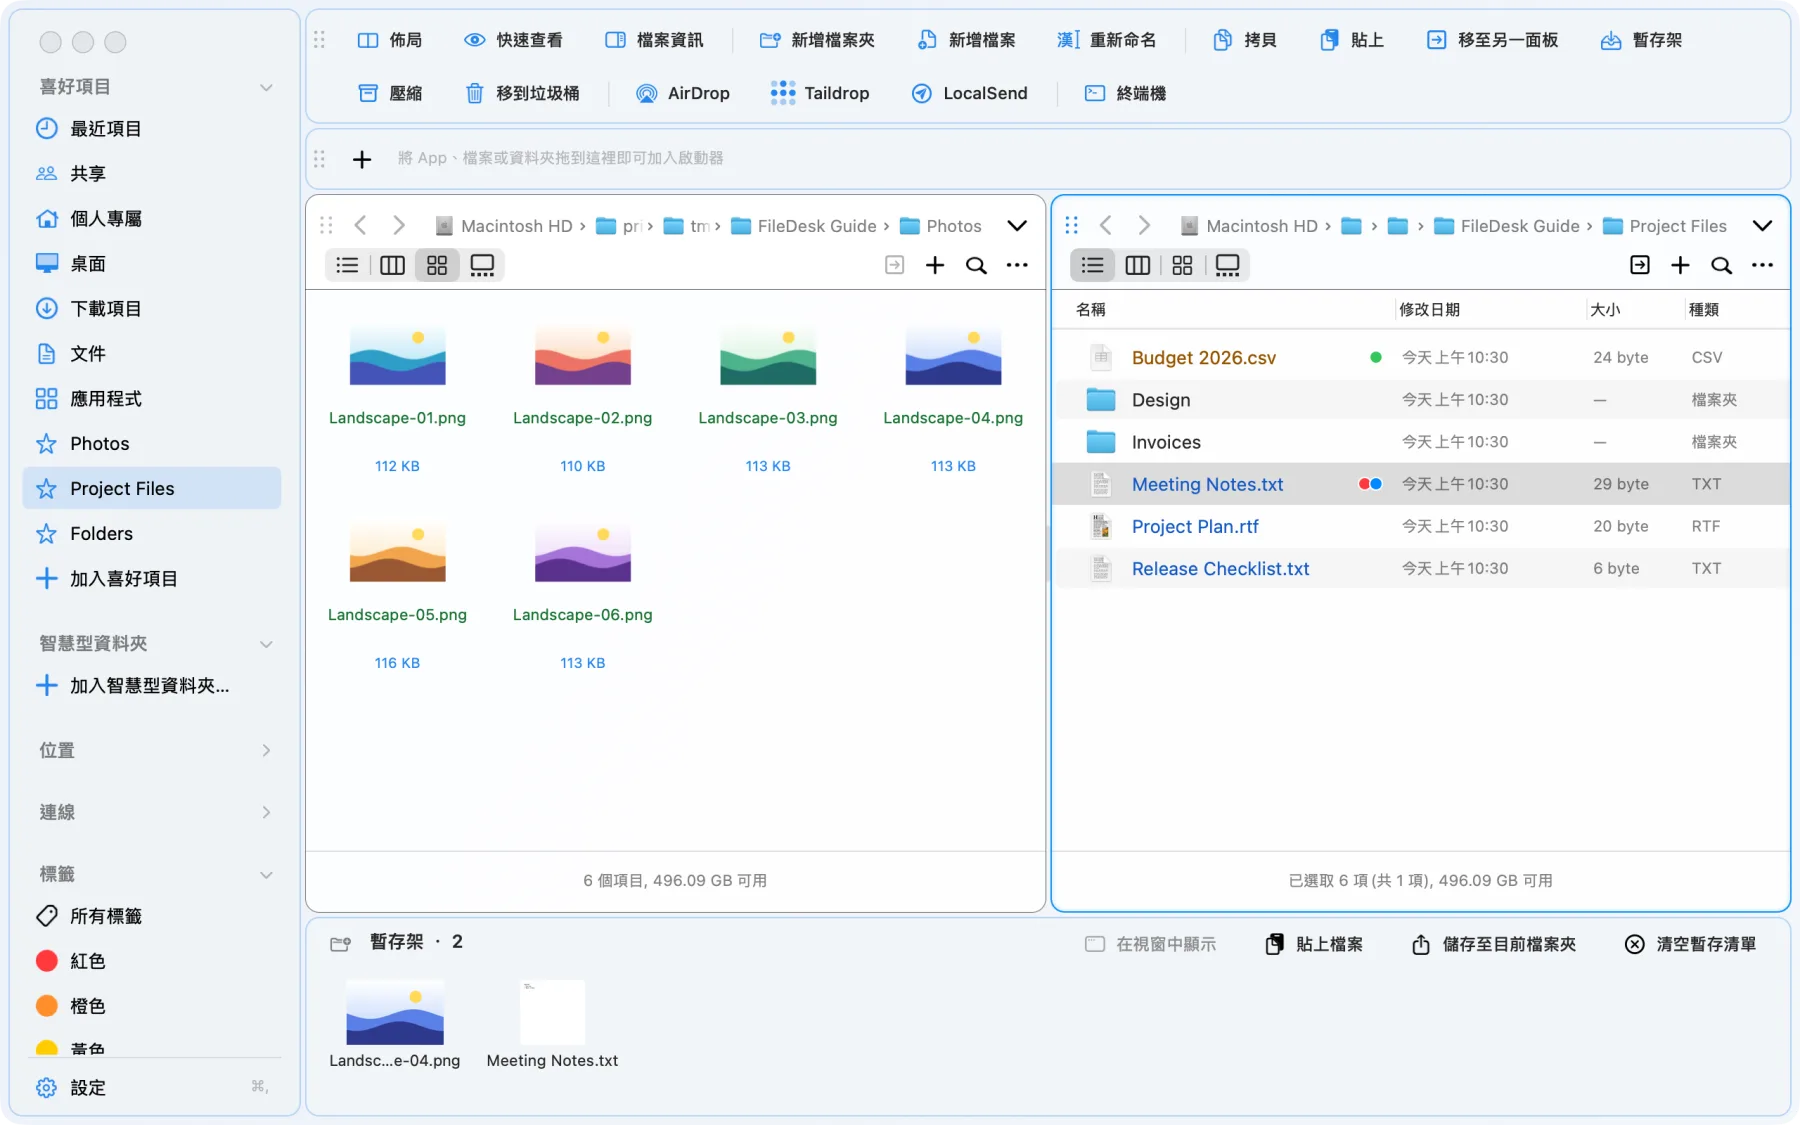 喜好項目
最近項目
共享
個人專屬
桌面
下載項目
文件
應用程式
Photos
Project Files
Folders
加入喜好項目
智慧型資料夾
加入智慧型資料夾...
位置
連線
標籤
所有標籤
紅色
橙色
黃色
設定 ⌘,
佈局 快速查看 檔案資訊 新增檔案夾 新增檔案 漢 重新命名 拷貝 貼上 移至另一面板 暫存架
壓縮 移到垃圾桶 AirDrop Taildrop LocalSend 終端機
將 App、檔案或資料夾拖到這裡即可加入啟動器
Macintosh HD › pri › tm › FileDesk Guide › Photos
Landscape-01.png Landscape-02.png Landscape-03.png Landscape-04.png
112 KB 110 KB 113 KB 113 KB
Landscape-05.png Landscape-06.png
116 KB 113 KB
6 個項目, 496.09 GB 可用
Macintosh HD › › › FileDesk Guide › Project Files
名稱 修改日期 大小 種類
Budget 2026.csv 今天上午10:30 24 byte CSV
Design 今天上午10:30 — 檔案夾
Invoices 今天上午10:30 — 檔案夾
Meeting Notes.txt 今天上午10:30 29 byte TXT
Project Plan.rtf 今天上午10:30 20 byte RTF
Release Checklist.txt 今天上午10:30 6 byte TXT
已選取 6 項 (共 1 項), 496.09 GB 可用
暫存架 · 2 在視窗中顯示 貼上檔案 儲存至目前檔案夾 清空暫存清單
Landsc...e-04.png Meeting Notes.txt